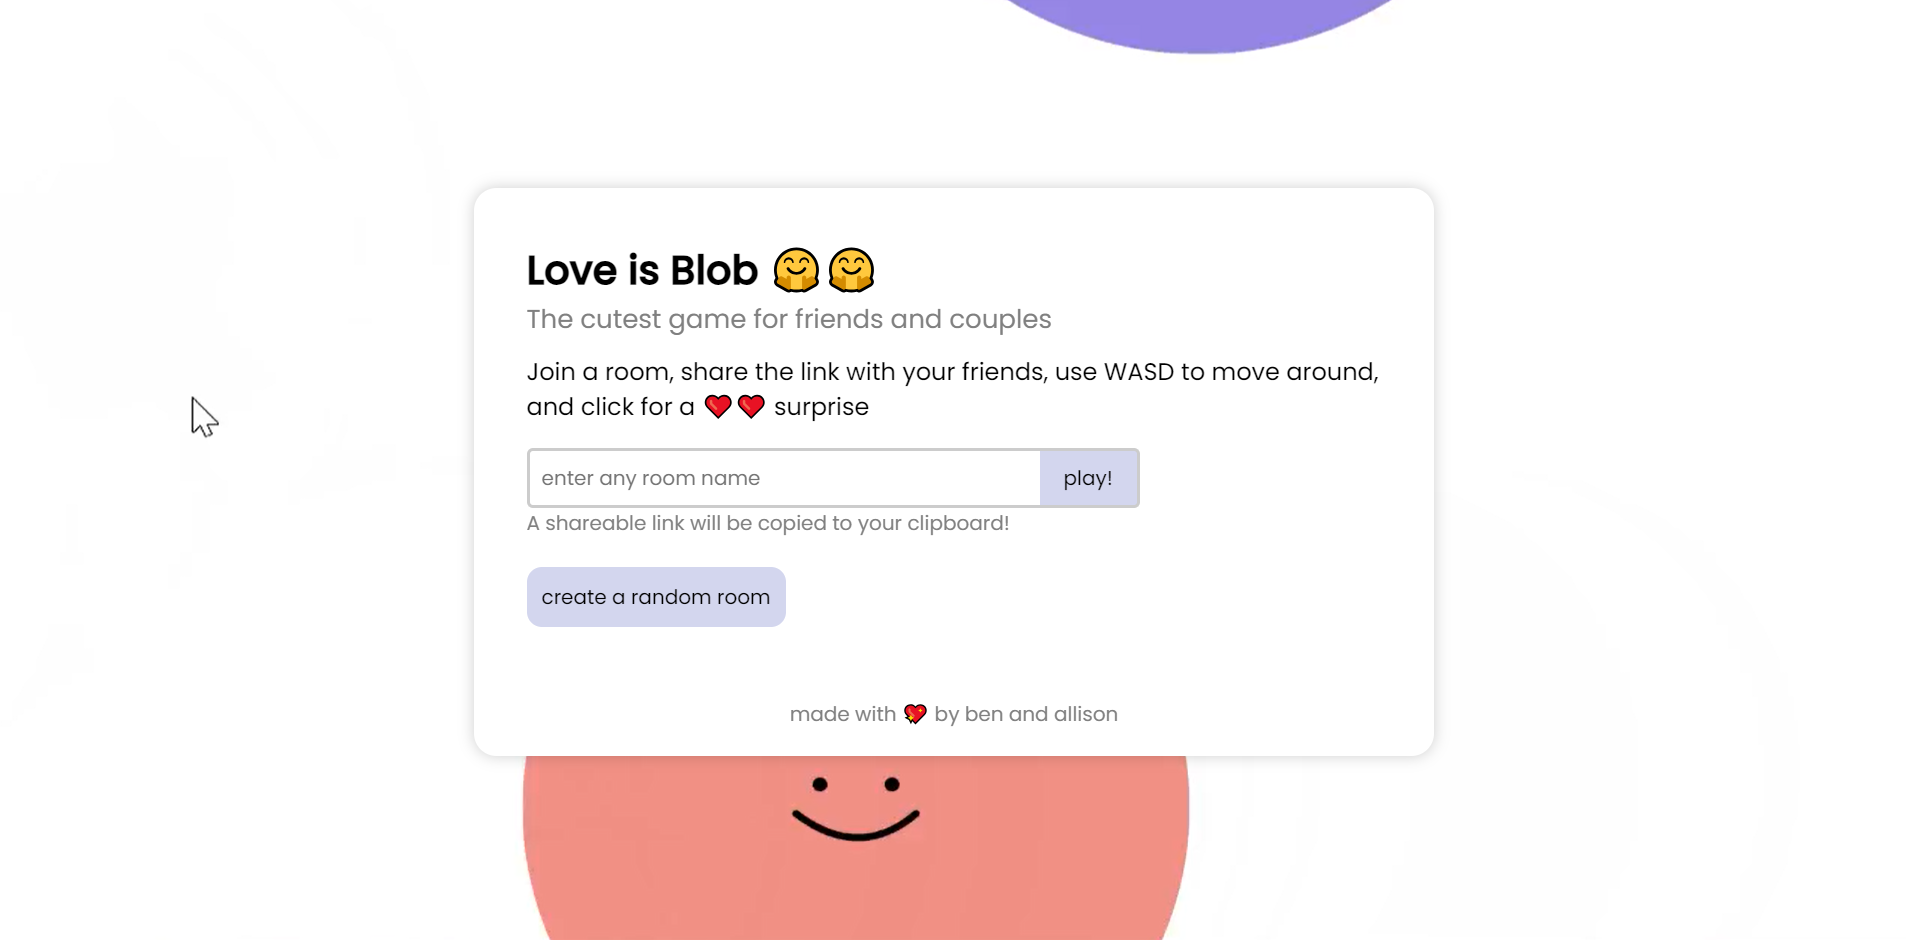 Love is Blob 🤗🤗
The cutest game for friends and couples
Join a room, share the link with your friends, use WASD to move around,
and click for a ❤️❤️ surprise
enter any room name
play!
A shareable link will be copied to your clipboard!
create a random room
made with 💖 by ben and allison